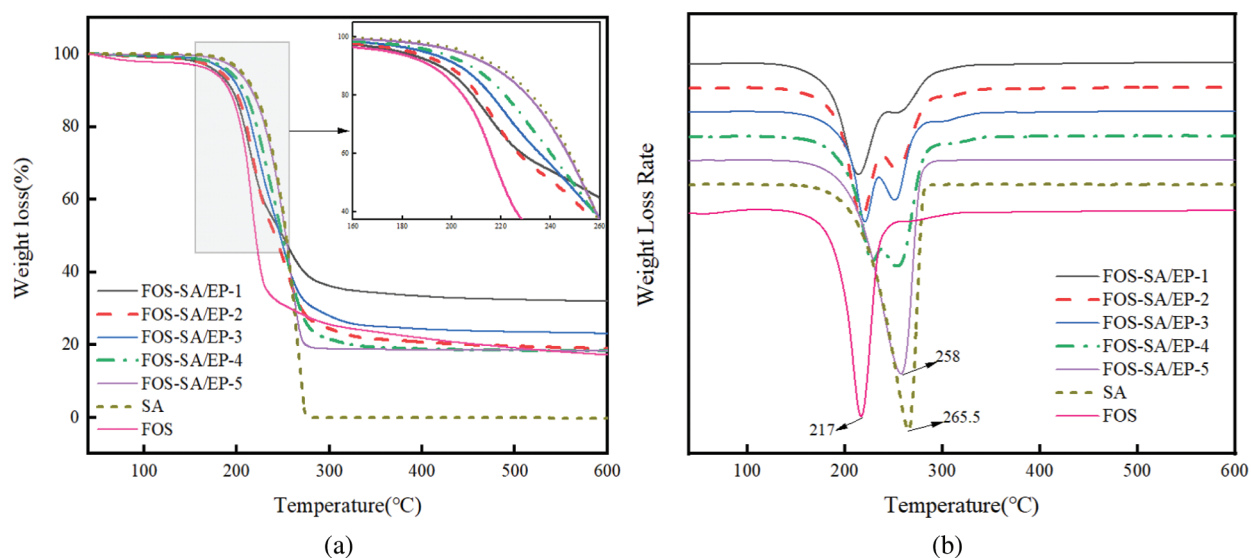 100
80
60
40
20
0
Weight loss(%)
100
80
60
40
160
180
200
220
240
260
FOS-SA/EP-1
FOS-SA/EP-2
FOS-SA/EP-3
FOS-SA/EP-4
FOS-SA/EP-5
SA
FOS
100
200
300
400
500
600
Temperature(°C)
(a)
Weight Loss Rate
258
265.5
217
FOS-SA/EP-1
FOS-SA/EP-2
FOS-SA/EP-3
FOS-SA/EP-4
FOS-SA/EP-5
SA
FOS
100
200
300
400
500
600
Temperature(°C)
(b)